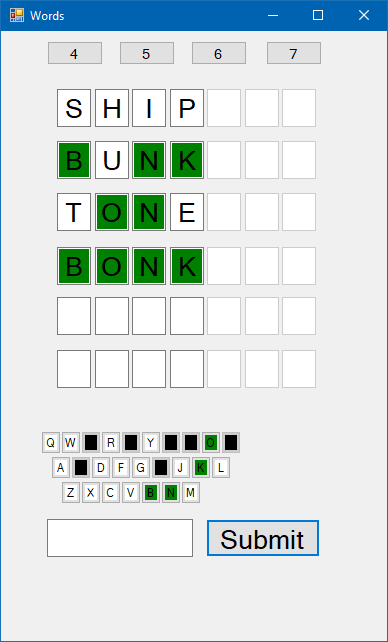 Words
4 5 6 7
S H I P
B U N K
T O N E
B O N K
Q W R Y O
A D F G J K L
Z X C V B N M
Submit